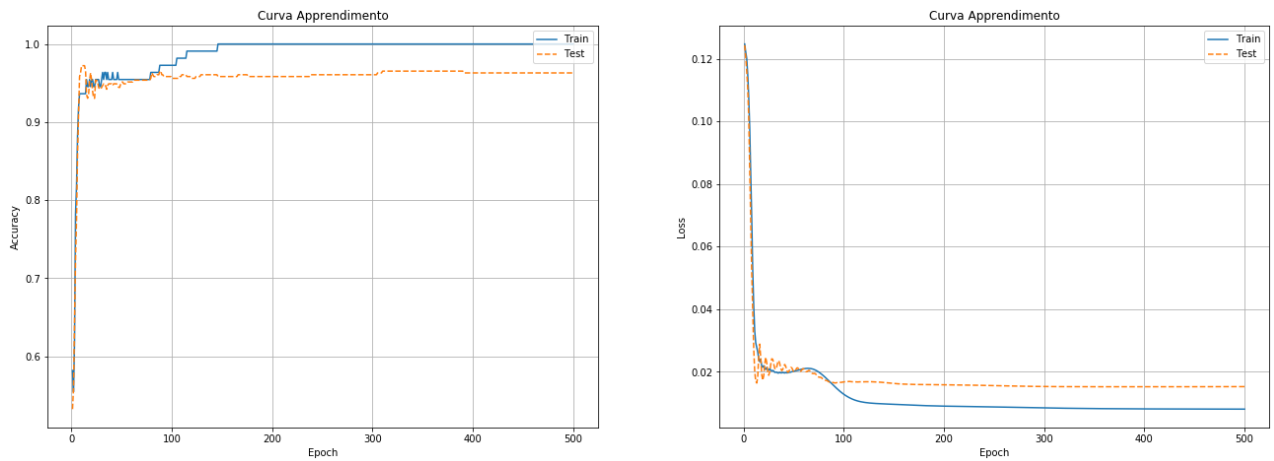 Curva Apprendimento
Train
Test
1.0
0.9
0.8
0.7
0.6
Accuracy
0 100 200 300 400 500
Epoch
Curva Apprendimento
Train
Test
0.12
0.10
0.08
0.06
0.04
0.02
Loss
0 100 200 300 400 500
Epoch